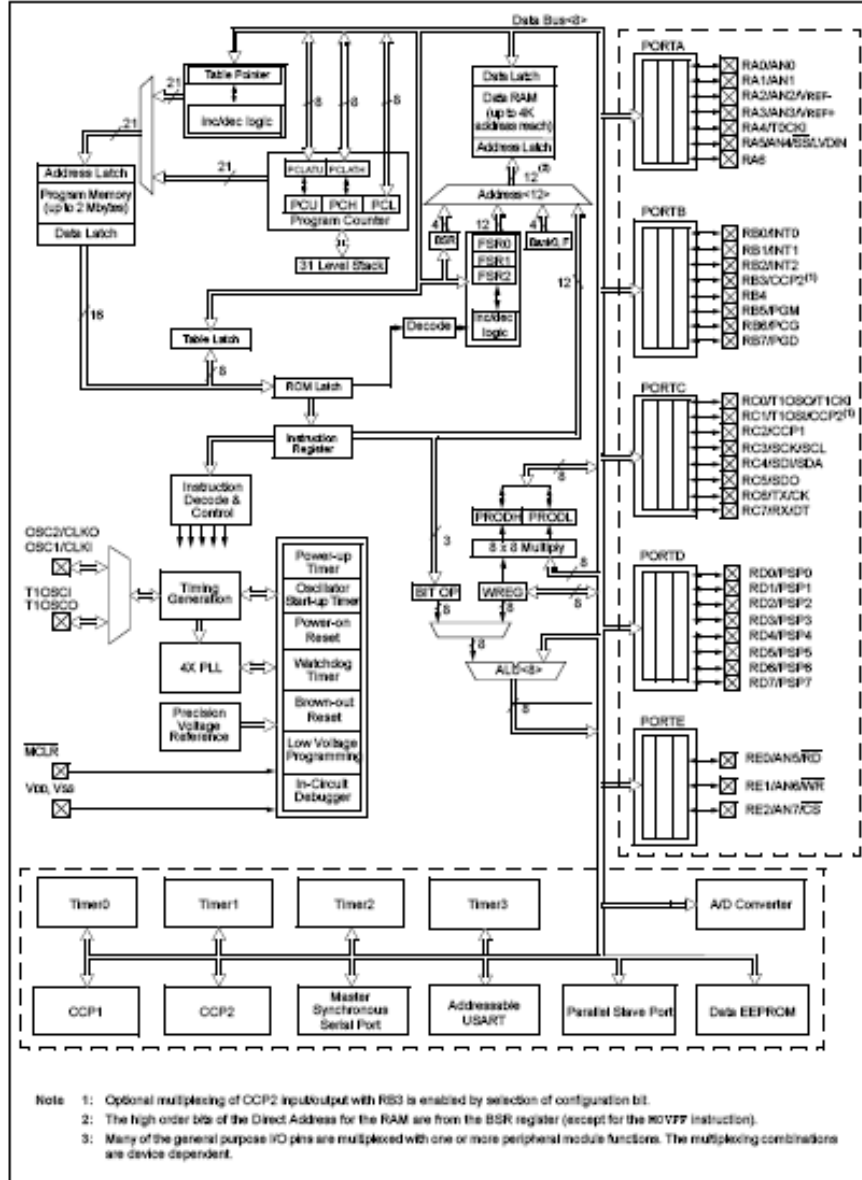 Data Bus<8>
21
Table Pointer
inc/dec logic
8
8
8
21
21
Address Latch
Program Memory
(up to 2 Mbytes)
Data Latch
PCLATU
PCLATH
PCU
PCH
PCL
Program Counter
31 Level Stack
Data Latch
Data RAM
(up to 4K
address reach)
Address Latch
12(2)
Address<12>
4
12
4
BSR
FSR0
FSR1
FSR2
Bank0, F
inc/dec
logic
12
Decode
16
Table Latch
8
ROM Latch
Instruction
Register
Instruction
Decode &
Control
OSC2/CLKO
OSC1/CLKI
T1OSCI
T1OSCO
Timing
Generation
4X PLL
Precision
Voltage
Reference
MCLR
VDD, VSS
Power-up
Timer
Oscillator
Start-up Timer
Power-on
Reset
Watchdog
Timer
Brown-out
Reset
Low Voltage
Programming
In-Circuit
Debugger
8
PRODH
PRODL
8 x 8 Multiply
3
8
BIT OP
WREG
8
8
8
8
ALU<8>
8
PORTA
RA0/AN0
RA1/AN1
RA2/AN2/VREF-
RA3/AN3/VREF+
RA4/T0CKI
RA5/AN4/SS/LVDIN
RA6
PORTB
RB0/INT0
RB1/INT1
RB2/INT2
RB3/CCP2(1)
RB4
RB5/PGM
RB6/PCG
RB7/PGD
PORTC
RC0/T1OSO/T1CKI
RC1/T1OSI/CCP2(1)
RC2/CCP1
RC3/SCK/SCL
RC4/SDI/SDA
RC5/SDO
RC6/TX/CK
RC7/RX/DT
PORTD
RD0/PSP0
RD1/PSP1
RD2/PSP2
RD3/PSP3
RD4/PSP4
RD5/PSP5
RD6/PSP6
RD7/PSP7
PORTE
RE0/AN5/RD
RE1/AN6/WR
RE2/AN7/CS
Timer0
Timer1
Timer2
Timer3
A/D Converter
CCP1
CCP2
Master
Synchronous
Serial Port
Addressable
USART
Parallel Slave Port
Data EEPROM
Note 1: Optional multiplexing of CCP2 input/output with RB3 is enabled by selection of configuration bit.
2: The high order bits of the Direct Address for the RAM are from the BSR register (except for the MOVFF instruction).
3: Many of the general purpose I/O pins are multiplexed with one or more peripheral module functions. The multiplexing combinations
are device dependent.